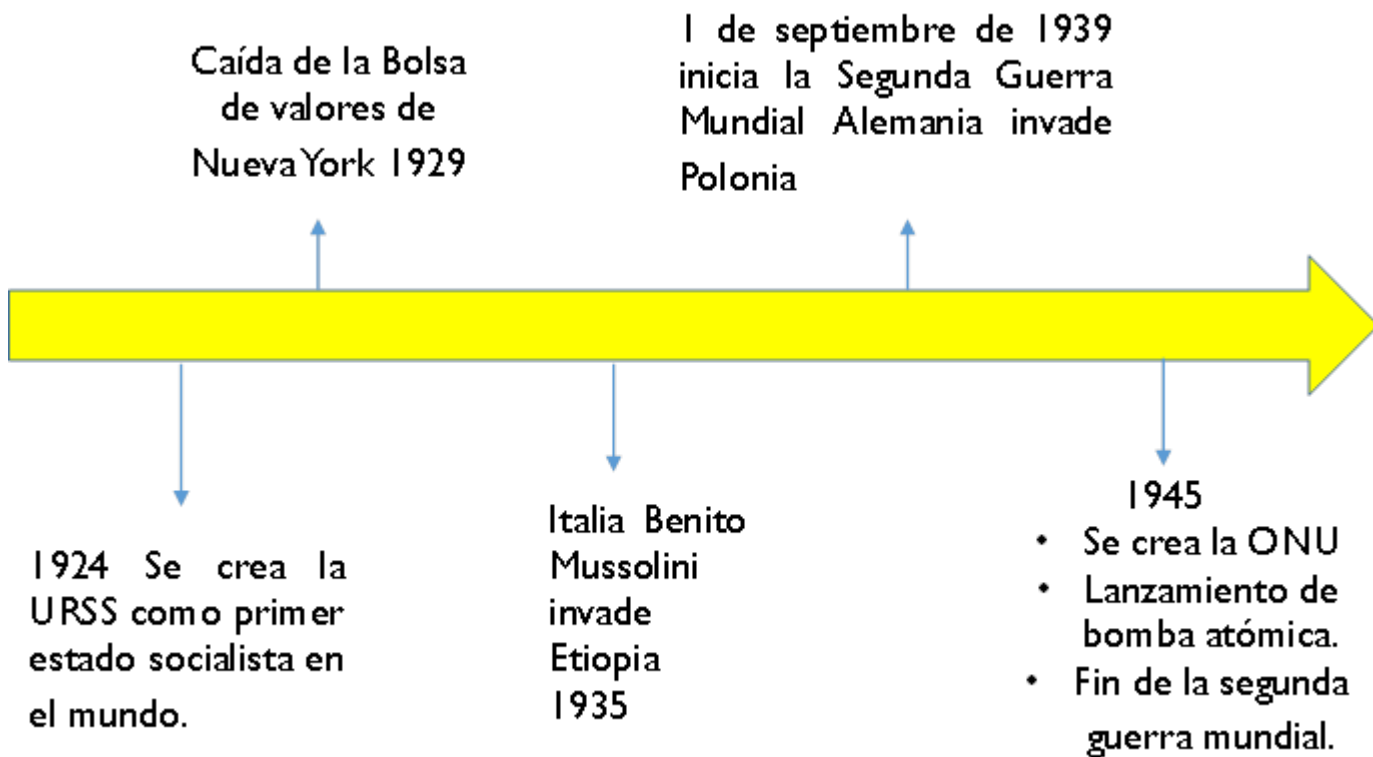 Caída de la Bolsa
de valores de
Nueva York 1929
1 de septiembre de 1939
inicia la Segunda Guerra
Mundial Alemania invade
Polonia
1924 Se crea la
URSS como primer
estado socialista en
el mundo.
Italia Benito
Mussolini
invade
Etiopia
1935
1945
• Se crea la ONU
• Lanzamiento de
bomba atómica.
• Fin de la segunda
guerra mundial.